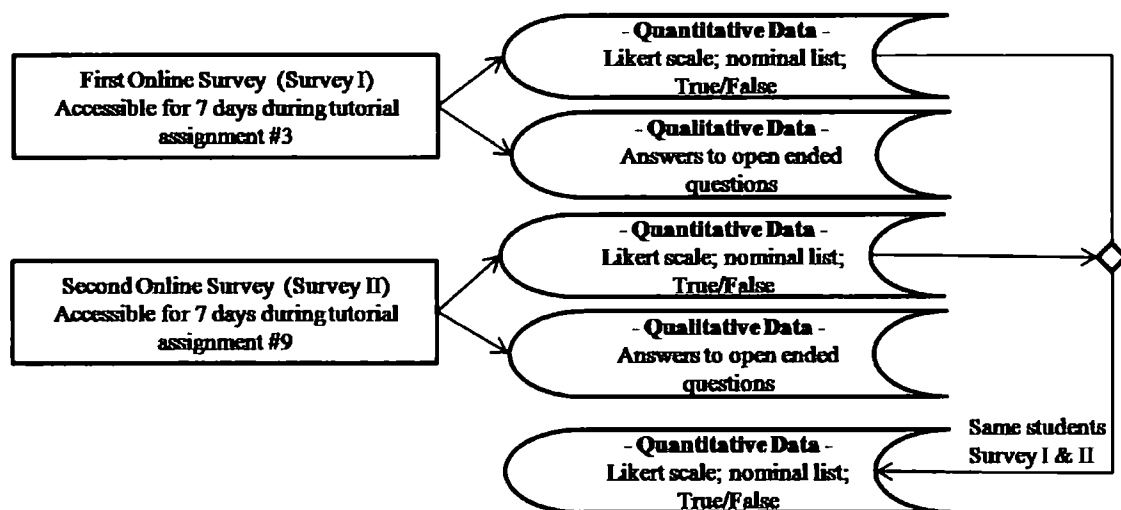 First Online Survey (Survey I)
Accessible for 7 days during tutorial
assignment #3
- Quantitative Data -
Likert scale; nominal list;
True/False
- Qualitative Data -
Answers to open ended
questions
Second Online Survey (Survey II)
Accessible for 7 days during tutorial
assignment #9
- Quantitative Data -
Likert scale; nominal list;
True/False
- Qualitative Data -
Answers to open ended
questions
- Quantitative Data -
Likert scale; nominal list;
True/False
Same students
Survey I & II